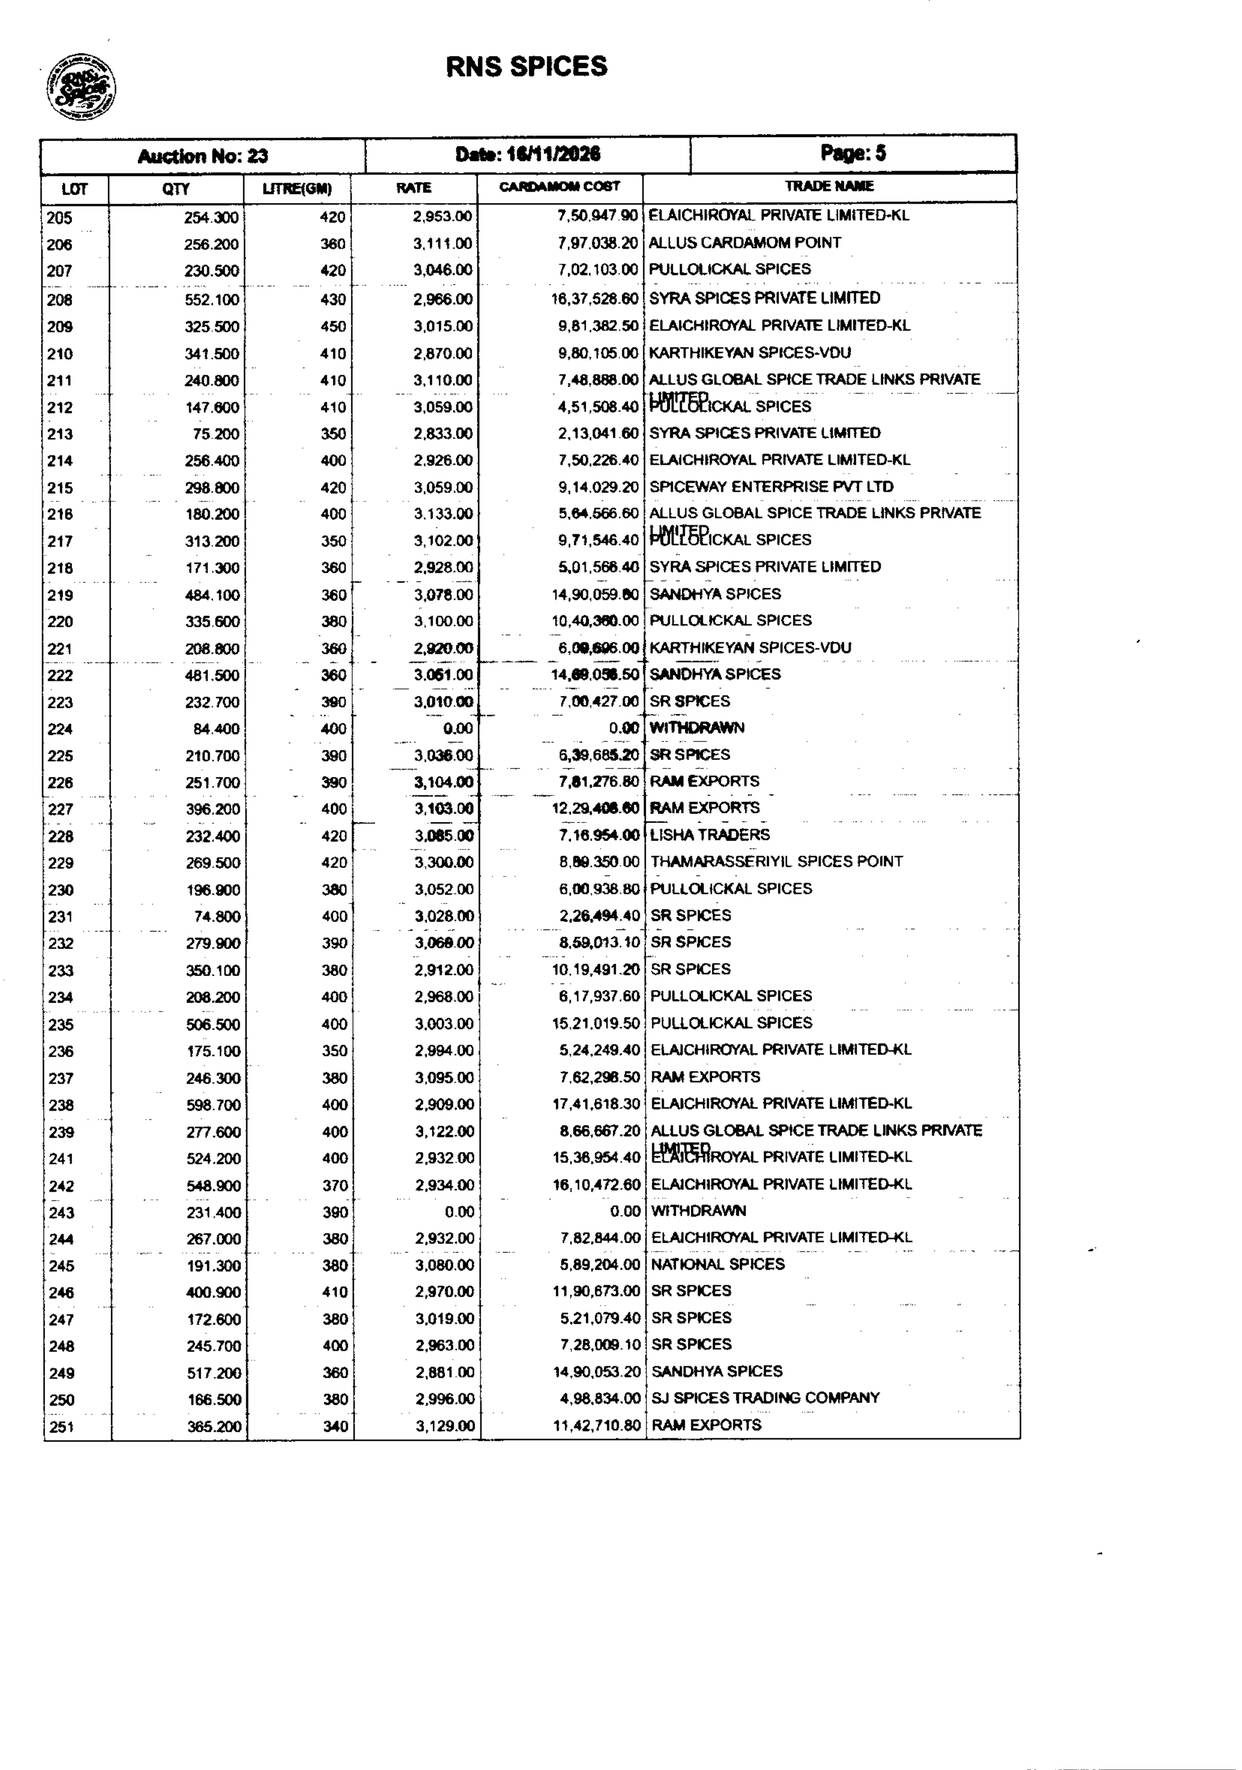 RNS SPICES
RNS Spices
Auction No: 23 Date: 16/11/2026 Page: 5
LOT QTY LITRE(GM) RATE CARDAMOM COST TRADE NAME
205 254.300 420 2,953.00 7,50,947.90 ELAICHIROYAL PRIVATE LIMITED-KL
206 256.200 360 3,111.00 7,97,038.20 ALLUS CARDAMOM POINT
207 230.500 420 3,046.00 7,02,103.00 PULLOLICKAL SPICES
208 552.100 430 2,966.00 16,37,528.60 SYRA SPICES PRIVATE LIMITED
209 325.500 450 3,015.00 9,81,382.50 ELAICHIROYAL PRIVATE LIMITED-KL
210 341.500 410 2,870.00 9,80,105.00 KARTHIKEYAN SPICES-VDU
211 240.800 410 3,110.00 7,48,888.00 ALLUS GLOBAL SPICE TRADE LINKS PRIVATE
LIMITED
212 147.600 410 3,059.00 4,51,508.40 PULLOLICKAL SPICES
213 75.200 350 2,833.00 2,13,041.60 SYRA SPICES PRIVATE LIMITED
214 256.400 400 2,926.00 7,50,226.40 ELAICHIROYAL PRIVATE LIMITED-KL
215 298.800 420 3,059.00 9,14,029.20 SPICEWAY ENTERPRISE PVT LTD
216 180.200 400 3,133.00 5,64,566.60 ALLUS GLOBAL SPICE TRADE LINKS PRIVATE
LIMITED
217 313.200 350 3,102.00 9,71,546.40 PULLOLICKAL SPICES
218 171.300 360 2,928.00 5,01,566.40 SYRA SPICES PRIVATE LIMITED
219 484.100 360 3,078.00 14,90,059.80 SANDHYA SPICES
220 335.600 380 3,100.00 10,40,360.00 PULLOLICKAL SPICES
221 208.800 360 2,920.00 6,09,696.00 KARTHIKEYAN SPICES-VDU
222 481.500 360 3,051.00 14,69,056.50 SANDHYA SPICES
223 232.700 390 3,010.00 7,00,427.00 SR SPICES
224 84.400 400 0.00 0.00 WITHDRAWN
225 210.700 390 3,036.00 6,39,685.20 SR SPICES
226 251.700 390 3,104.00 7,81,276.80 RAM EXPORTS
227 396.200 400 3,103.00 12,29,408.60 RAM EXPORTS
228 232.400 420 3,085.00 7,16,954.00 LISHA TRADERS
229 269.500 420 3,300.00 8,89,350.00 THAMARASSERIYIL SPICES POINT
230 196.900 380 3,052.00 6,00,938.80 PULLOLICKAL SPICES
231 74.800 400 3,028.00 2,26,494.40 SR SPICES
232 279.900 390 3,069.00 8,59,013.10 SR SPICES
233 350.100 380 2,912.00 10,19,491.20 SR SPICES
234 208.200 400 2,968.00 6,17,937.60 PULLOLICKAL SPICES
235 506.500 400 3,003.00 15,21,019.50 PULLOLICKAL SPICES
236 175.100 350 2,994.00 5,24,249.40 ELAICHIROYAL PRIVATE LIMITED-KL
237 246.300 380 3,095.00 7,62,298.50 RAM EXPORTS
238 598.700 400 2,909.00 17,41,618.30 ELAICHIROYAL PRIVATE LIMITED-KL
239 277.600 400 3,122.00 8,66,667.20 ALLUS GLOBAL SPICE TRADE LINKS PRIVATE
LIMITED
241 524.200 400 2,932.00 15,36,954.40 ELAICHIROYAL PRIVATE LIMITED-KL
242 548.900 370 2,934.00 16,10,472.60 ELAICHIROYAL PRIVATE LIMITED-KL
243 231.400 390 0.00 0.00 WITHDRAWN
244 267.000 380 2,932.00 7,82,844.00 ELAICHIROYAL PRIVATE LIMITED-KL
245 191.300 380 3,080.00 5,89,204.00 NATIONAL SPICES
246 400.900 410 2,970.00 11,90,673.00 SR SPICES
247 172.600 380 3,019.00 5,21,079.40 SR SPICES
248 245.700 400 2,963.00 7,28,009.10 SR SPICES
249 517.200 360 2,881.00 14,90,053.20 SANDHYA SPICES
250 166.500 380 2,996.00 4,98,834.00 SJ SPICES TRADING COMPANY
251 365.200 340 3,129.00 11,42,710.80 RAM EXPORTS